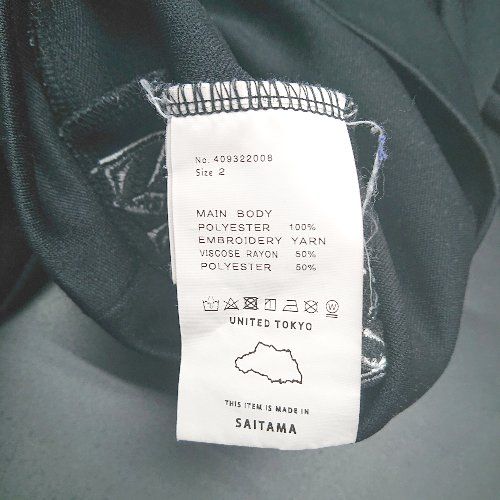 No. 409322008
Size 2
MAIN BODY
POLYESTER 100%
EMBROIDERY YARN
VISCOSE RAYON 50%
POLYESTER 50%
UNITED TOKYO
THIS ITEM IS MADE IN
SAITAMA